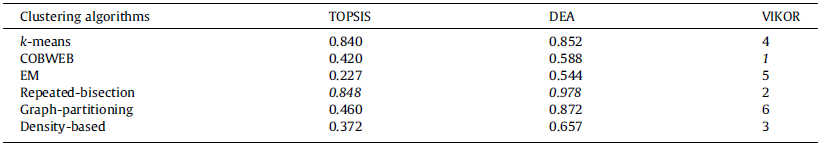 Clustering algorithms TOPSIS DEA VIKOR
k-means 0.840 0.852 4
COBWEB 0.420 0.588 1
EM 0.227 0.544 5
Repeated-bisection 0.848 0.978 2
Graph-partitioning 0.460 0.872 6
Density-based 0.372 0.657 3